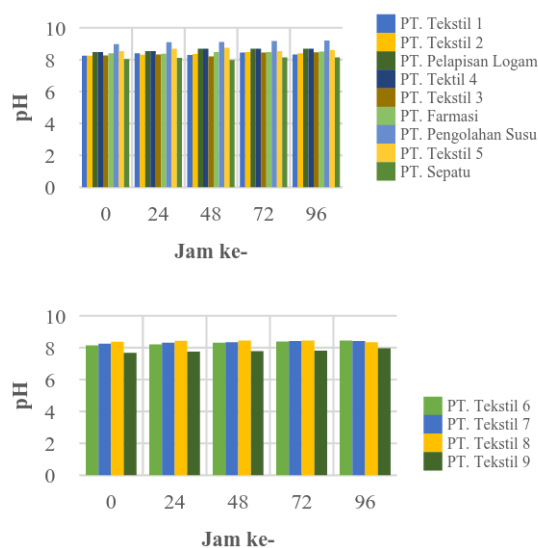 10
8
6
4
2
0
pH
0 24 48 72 96
Jam ke-
PT. Tekstil 1
PT. Tekstil 2
PT. Pelapisan Logam
PT. Tektil 4
PT. Tekstil 3
PT. Farmasi
PT. Pengolahan Susu
PT. Tekstil 5
PT. Sepatu
10
8
6
4
2
0
pH
0 24 48 72 96
Jam ke-
PT. Tekstil 6
PT. Tekstil 7
PT. Tekstil 8
PT. Tekstil 9